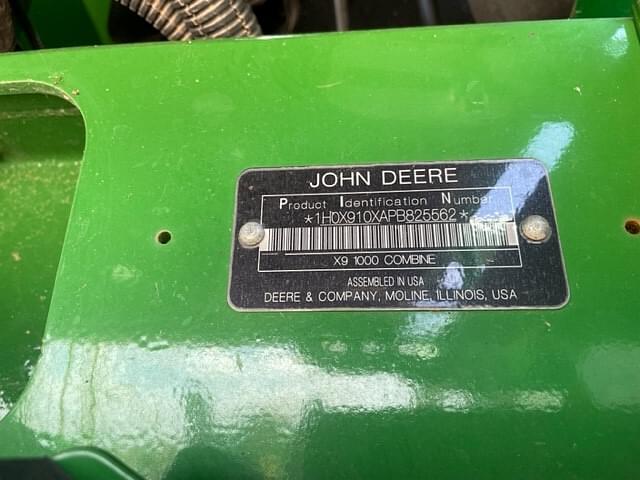 JOHN DEERE
Product Identification Number
*1H0X910XAPB825562*
X9 1000 COMBINE
ASSEMBLED IN USA
DEERE & COMPANY, MOLINE, ILLINOIS, USA